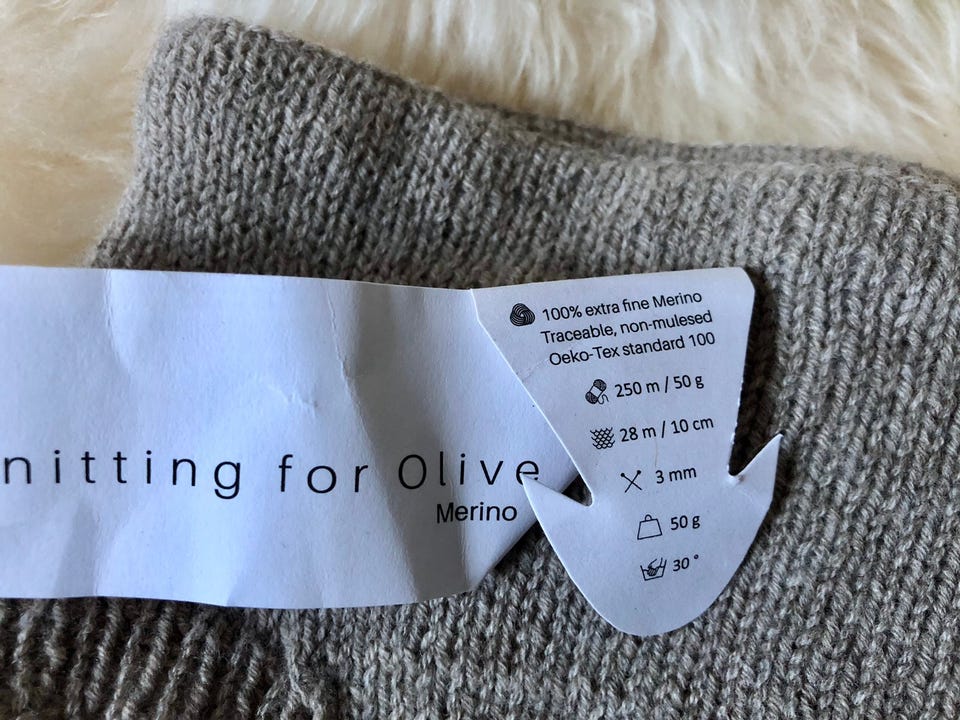 nitting for Olive
Merino
100% extra fine Merino
Traceable, non-mulesed
Oeko-Tex standard 100
250 m / 50 g
28 m / 10 cm
3 mm
50 g
30 °